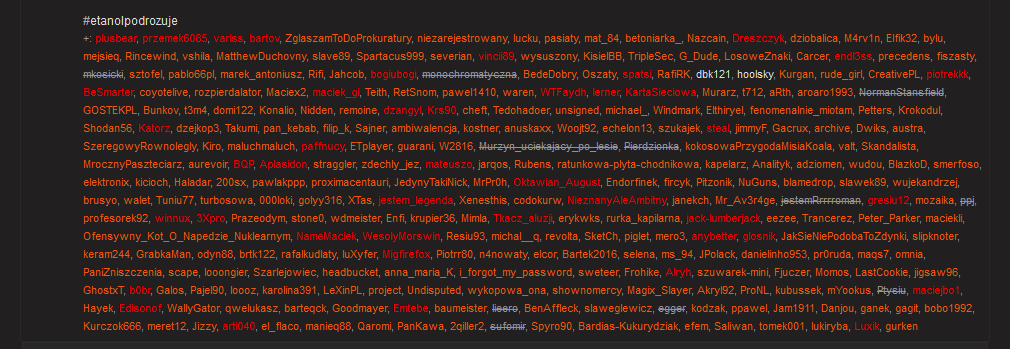 #etanolpodrozuje
+: plusbear, przemek6085, variss, bartov, ZglaszamToDoProkuratury, niezarejestrowany, lucku, pasiaty, mat_84, betoniarka_, Nazcain, Dreszczyk, dziobalica, M4rv1n, Elfik32, bylu,
mejsieq, Rincewind, vshila, MatthewDuchovny, slave89, Spartacus999, severian, vincii89, wysuszony, KisielBB, TripleSec, G_Dude, LosoweZnaki, Carcer, endl3ss, precedens, fiszasty,
mkosicki, sztofel, pablo66pl, marek_antoniusz, Rifi, Jahcob, bogiubogi, monochromatyczna, BedeDobry, Oszaty, spatsi, RafiRK, dbk121, hoolsky, Kurgan, rude_girl, CreativePL, piotrekkk,
BeSmarter, coyotelive, rozpierdalator, Maciex2, maciek_gl, Teith, RetSnom, pawel1410, waren, WTFaydh, lerner, KartaSieciowa, Murarz, t712, aRth, aroaro1993, NormanStansfield,
GOSTEKPL, Bunkov, t3m4, domi122, Konalio, Nidden, remoine, dzangyl, Krs90, cheft, Tedohadoer, unsigned, michael_, Windmark, Elthiryel, fenomenalnie_miotam, Petters, Krokodul,
Shodan56, Katorz, dzejkop3, Takumi, pan_kebab, filip_k, Sajner, ambiwalencja, kostner, anuskaxx, Woojt92, echelon13, szukajek, steal, jimmyF, Gacrux, archive, Dwiks, austra,
SzeregowyRownolegly, Kiro, maluchmaluch, paffnucy, ETplayer, guarani, W2816, Murzyn_uciekajacy_po_lesie, Pierdzionka, kokosowaPrzygodaMisiaKoala, valt, Skandalista,
MrocznyPaszteciarz, aurevoir, BQP, Aplasidon, straggler, zdechly_jez, mateuszo, jarqos, Rubens, ratunkowa-plyta-chodnikowa, kapelarz, Analityk, adziomen, wudou, BlazkoD, smerfoso,
elektronix, kicioch, Haladar, 200sx, pawlakppp, proximacentauri, JedynyTakiNick, MrPr0h, Oktawian_August, Endorfinek, fircyk, Pitzonik, NuGuns, blamedrop, slawek89, wujekandrzej,
brusyo, walet, Tuniu77, turbosowa, 000loki, golyy316, XTas, jestem_legenda, Xenesthis, codokurw, NieznanyAleAmbitny, janekch, Mr_Av3r4ge, jestemRrrrroman, gresiu12, mozaika, ppj,
profesorek92, winnux, 3Xpro, Prazeodym, stone0, wdmeister, Enfi, krupier36, Mimla, Tkacz_aluzji, erykwks, rurka_kapilarna, jack-lumberjack, eezee, Trancerez, Peter_Parker, maciekli,
Ofensywny_Kot_O_Napedzie_Nuklearnym, NameMaciek, WesolyMorswin, Resiu93, michal__q, revolta, SketCh, piglet, mero3, anybetter, glosnik, JakSieNiePodobaToZdynki, slipknoter,
keram244, GrabkaMan, odyn88, brtk122, rafalkudlaty, luXyfer, Migfirefox, Piotrr80, n4nowaty, elcor, Bartek2016, selena, ms_94, JPolack, danielinho953, pr0ruda, maqs7, omnia,
PaniZniszczenia, scape, looongier, Szarlejowiec, headbucket, anna_maria_K, i_forgot_my_password, sweteer, Frohike, Alryh, szuwarek-mini, Fjuczer, Momos, LastCookie, jigsaw96,
GhostxT, b0br, Galos, Pajel90, loooz, karolina391, LeXinPL, project, Undisputed, wykopowa_ona, shownomercy, Magix_Slayer, Akryl92, ProNL, kubussek, mYookus, Ptysiu, maciejbo1,
Hayek, Edisonof, WallyGator, qwelukasz, barteqck, Goodmayer, Emtebe, baumeister, lieero, BenAffleck, slaweglewicz, egger, kodzak, ppawel, Jam1911, Danjou, ganek, gagit, bobo1992,
Kurczok666, meret12, Jizzy, artl040, el_flaco, manieq88, Qaromi, PanKawa, 2qiller2, sufomir, Spyro90, Bardias-Kukurydziak, efem, Saliwan, tomek001, lukiryba, Luxik, gurken